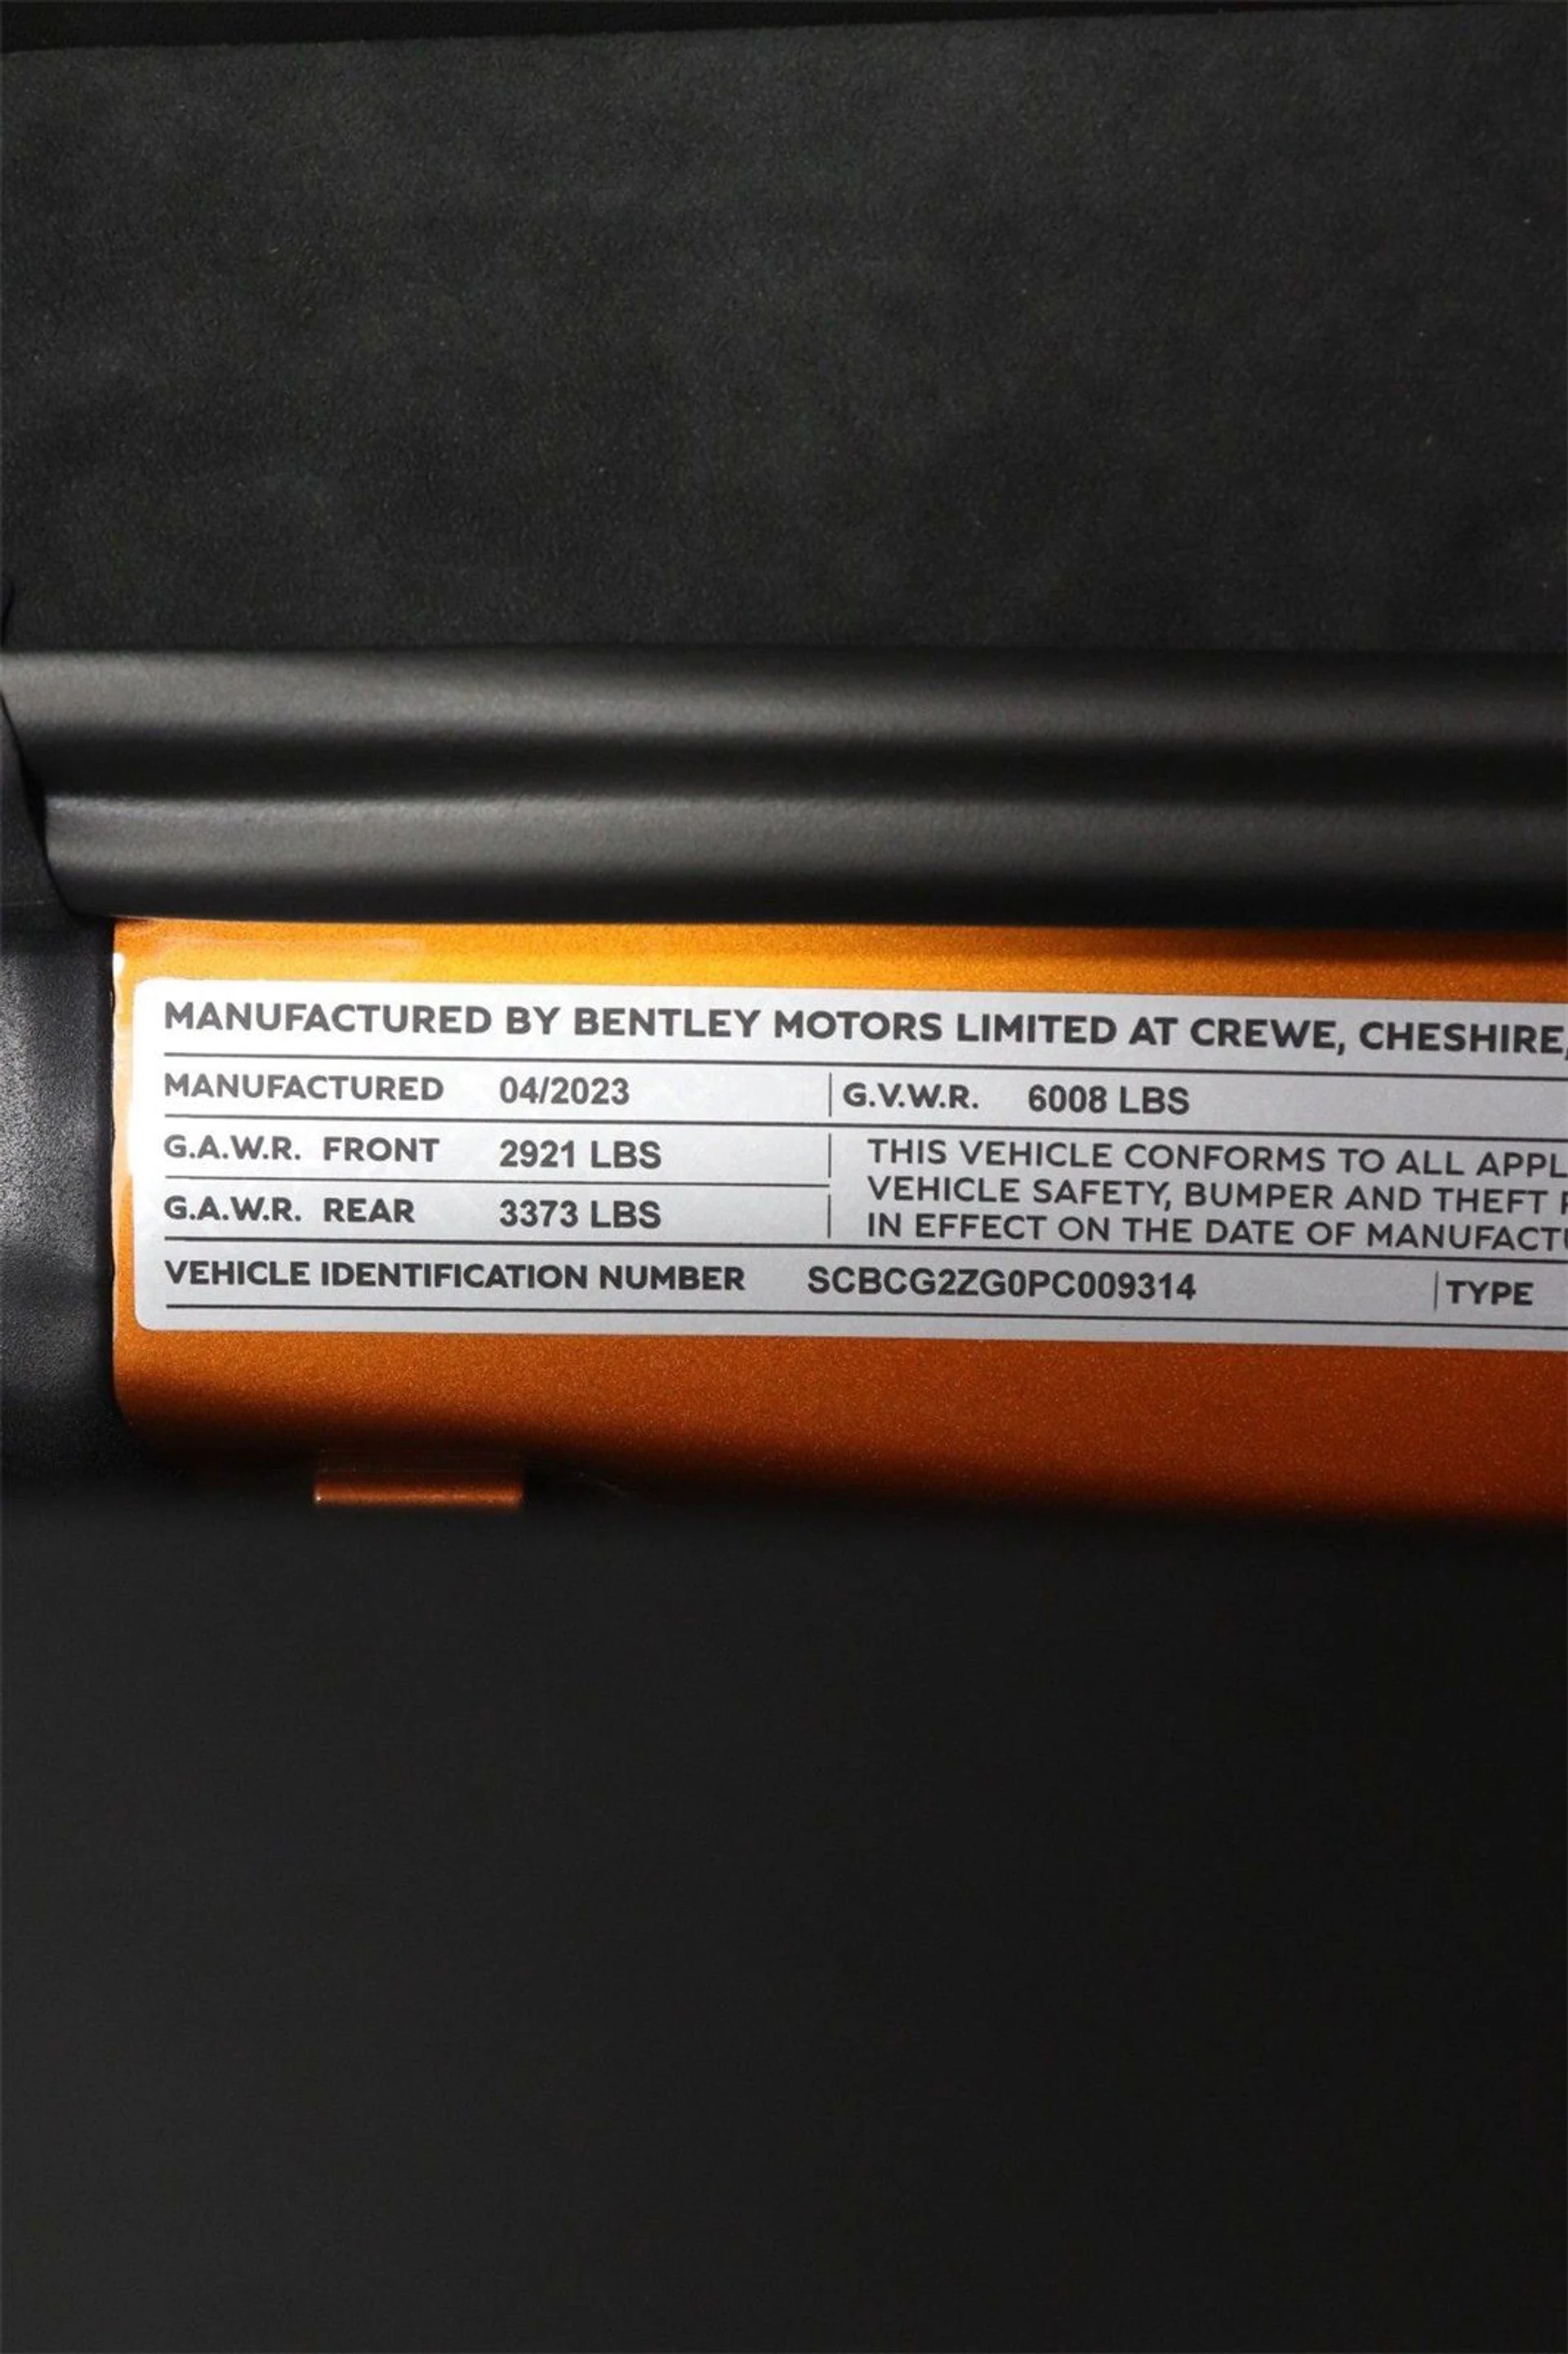 MANUFACTURED BY BENTLEY MOTORS LIMITED AT CREWE, CHESHIRE,
MANUFACTURED 04/2023 G.V.W.R. 6008 LBS
G.A.W.R. FRONT 2921 LBS
G.A.W.R. REAR 3373 LBS
THIS VEHICLE CONFORMS TO ALL APPL
VEHICLE SAFETY, BUMPER AND THEFT
IN EFFECT ON THE DATE OF MANUFACT
VEHICLE IDENTIFICATION NUMBER SCBCG2ZG0PC009314 TYPE